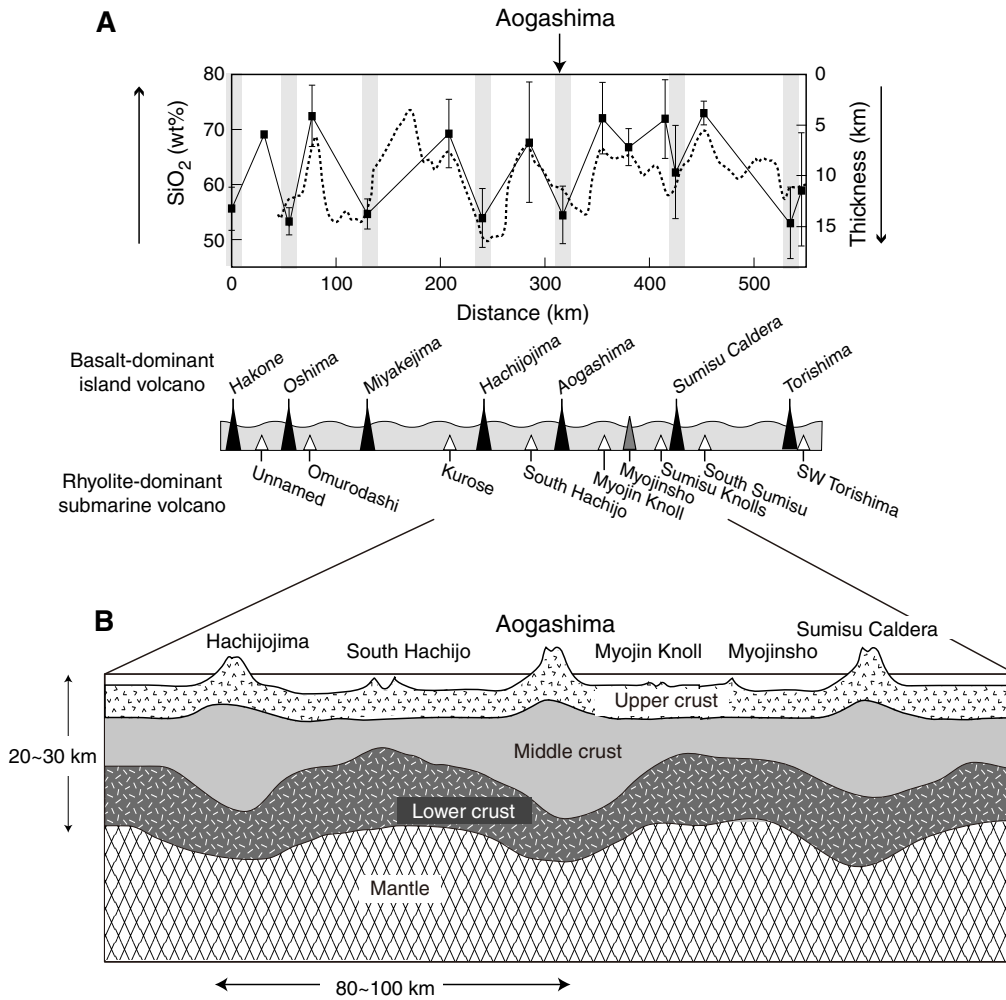 A
Aogashima
80
70
60
50
SiO2 (wt%)
0
5
10
15
Thickness (km)
0
100
200
300
400
500
Distance (km)
Basalt-dominant
island volcano
Hakone
Oshima
Miyakejima
Hachijojima
Aogashima
Sumisu Caldera
Torishima
Rhyolite-dominant
submarine volcano
Unnamed
Omurodashi
Kurose
South Hachijo
Myojin Knoll
Myojinsho
Sumisu Knolls
South Sumisu
SW Torishima
B
Hachijojima
South Hachijo
Aogashima
Myojin Knoll
Myojinsho
Sumisu Caldera
Upper crust
20~30 km
Middle crust
Lower crust
Mantle
80~100 km